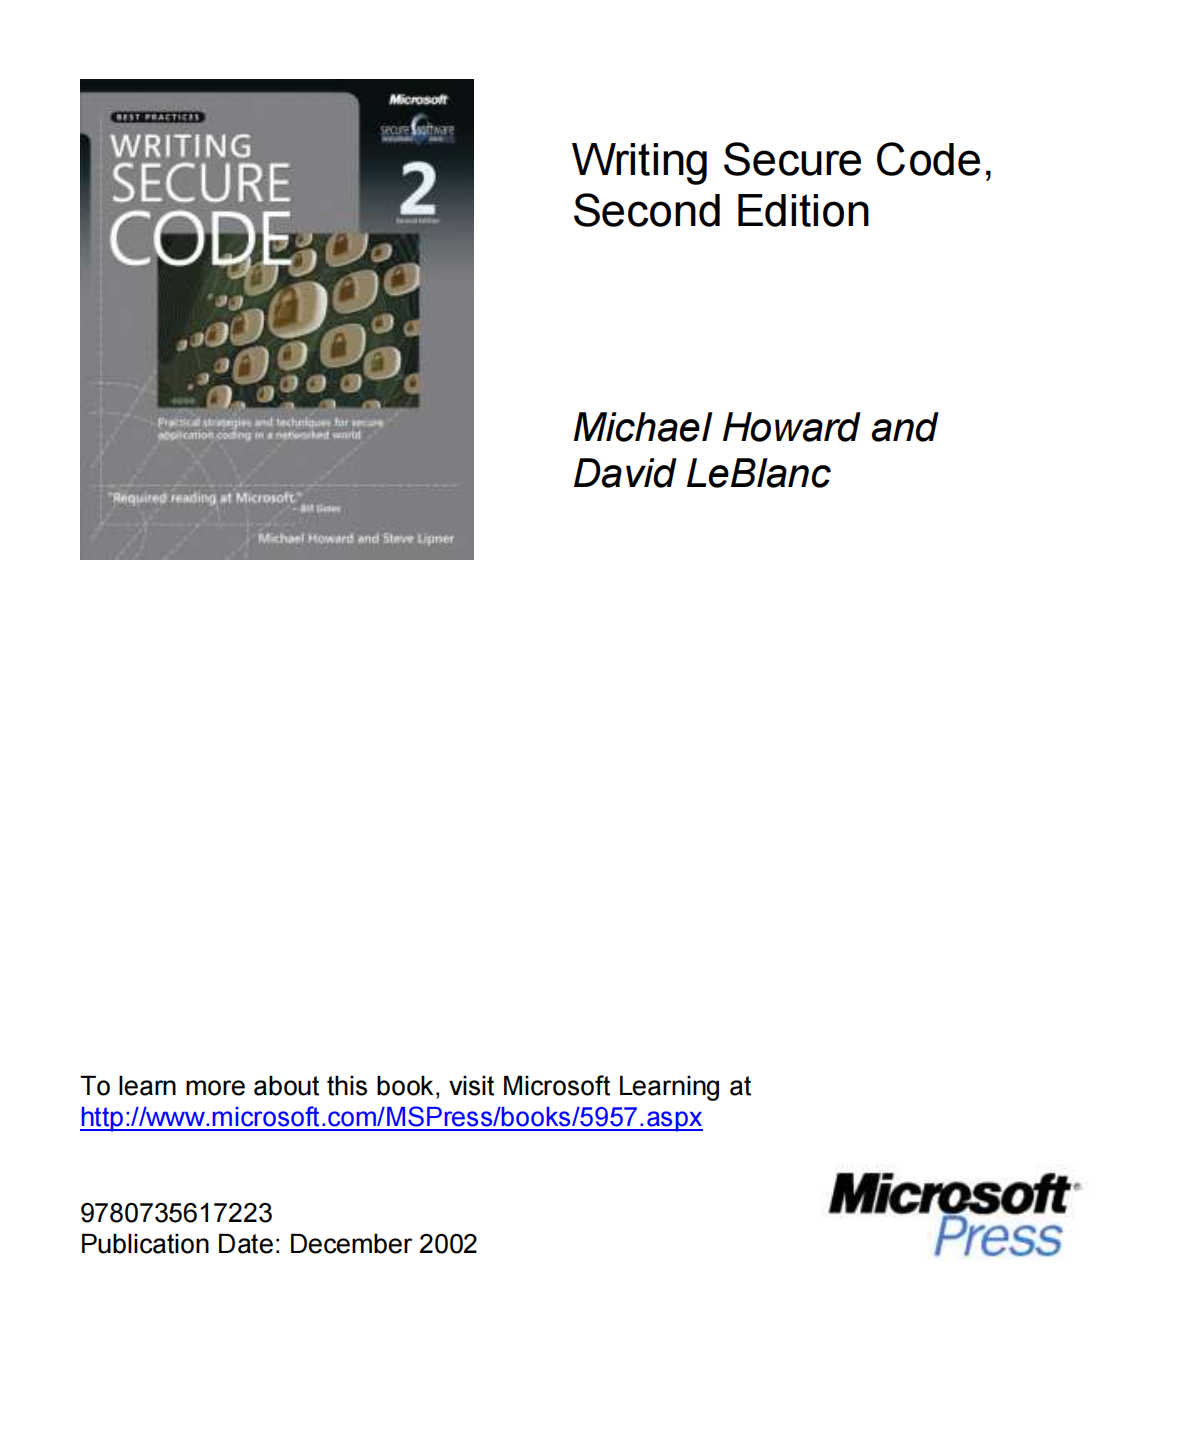 BEST PRACTICES
WRITING
SECURE
CODE
Microsoft
secure software
2
Second Edition
Practical strategies and techniques for secure
application coding in a networked world
"Required reading at Microsoft."
– Bill Gates
Michael Howard and Steve Lipner
Writing Secure Code,
Second Edition
Michael Howard and
David LeBlanc
To learn more about this book, visit Microsoft Learning at
http://www.microsoft.com/MSPress/books/5957.aspx
9780735617223
Publication Date: December 2002
Microsoft®
Press